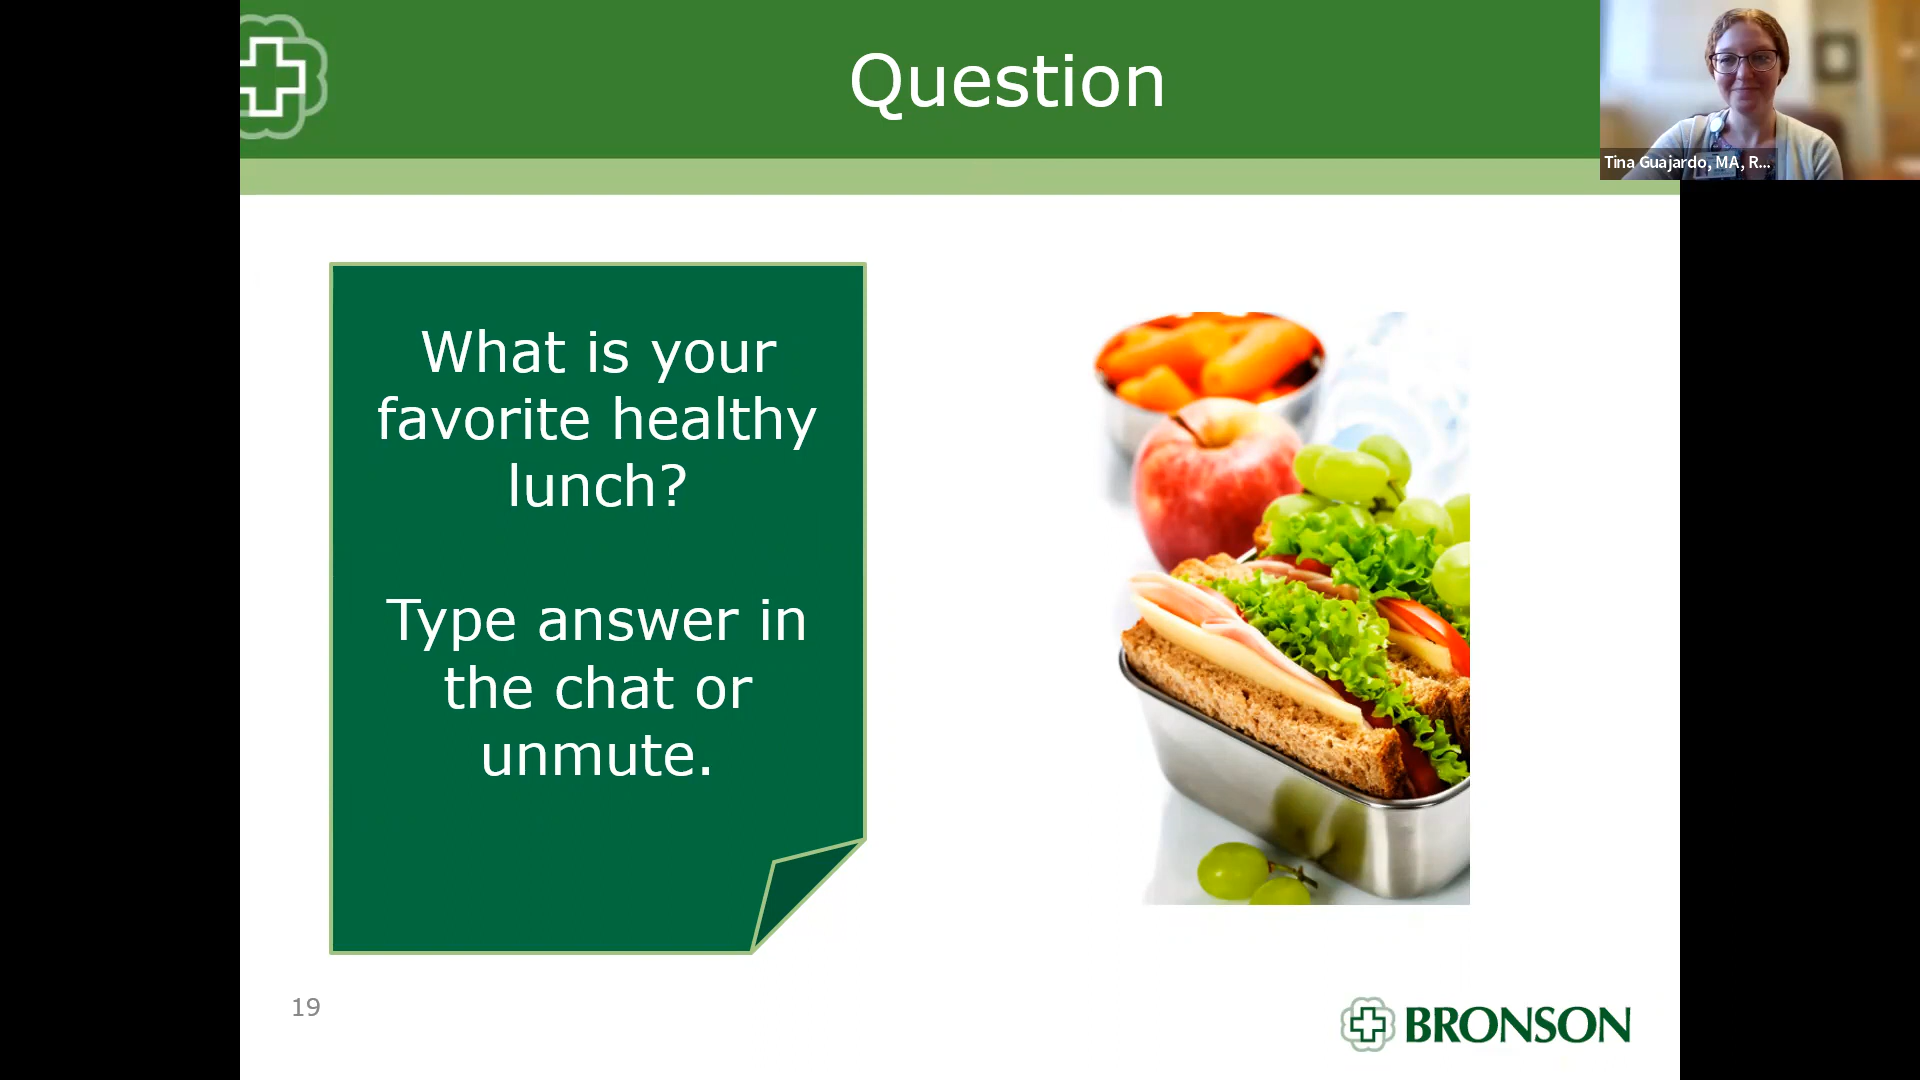 Question
Tina Guajardo, MA, R...
What is your
favorite healthy
lunch?
Type answer in
the chat or
unmute.
19
BRONSON